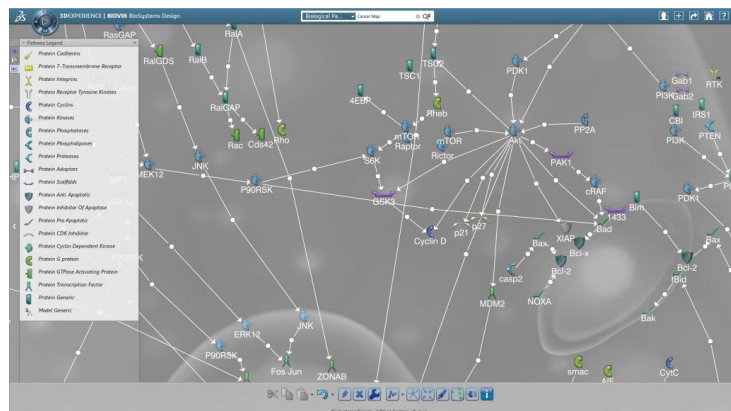 3DEXPERIENCE | BIOVIA BioSystems Design
Biological Pa...
Cancer Map
Pathway Legend
Protein Cadherins
Protein 7-Transmembrane Receptor
Protein Integrins
Protein Receptor Tyrosine Kinases
Protein Cyclins
Protein Kinases
Protein Phosphatases
Protein Phospholipases
Protein Proteases
Protein Adaptors
Protein Scaffolds
Protein Anti Apoptotic
Protein Inhibitor Of Apoptase
Protein Pro Apoptotic
Protein CDK Inhibitor
Protein Cyclin Dependent Kinase
Protein G protein
Protein GTPase Activating Protein
Protein Transcription Factor
Protein Generic
Model Generic
RasGAP
RalA
RalGDS
RalB
TSC1
TS02
PDK1
Gab1
RTK
PI3K
Gab2
4EBP
RalGAP
Rheb
CBl
IRS1
Rac
Cds42
Rho
mTOR
Raptor
mTOR
Rictor
Akt
PP2A
PI3K
PTEN
MEK12
JNK
S6K
PAK1
P90RSK
cRAF
PDK1
GSK3
1433
Bim
Bad
Cyclin D
p21
p27
XIAP
Bax
Bax
Bcl-x
Bcl-2
Bcl-2
casp2
tBid
MDM2
NOXA
Bak
ERK12
JNK
P90RSK
Fos Jun
ZONAB
smac
AIF
CytC